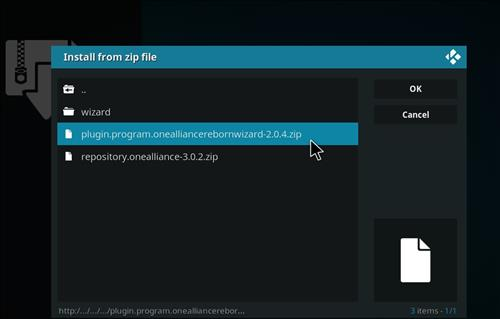 Install from zip file
..
OK
wizard
Cancel
plugin.program.onealliancerebornwizard-2.0.4.zip
repository.onealliance-3.0.2.zip
http:/.../.../.../plugin.program.onealliancerebor...
3 items - 1/1